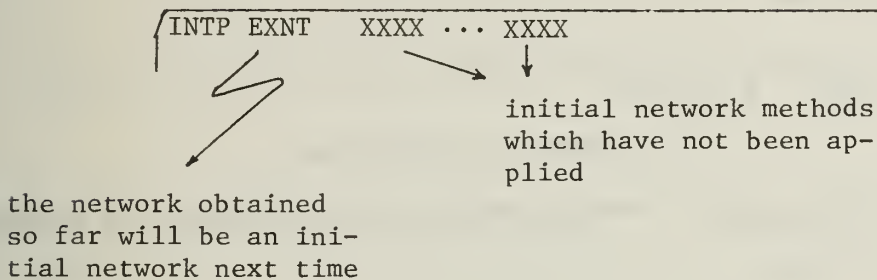 INTP EXNT XXXX ... XXXX
initial network methods
which have not been ap-
plied
the network obtained
so far will be an ini-
tial network next time